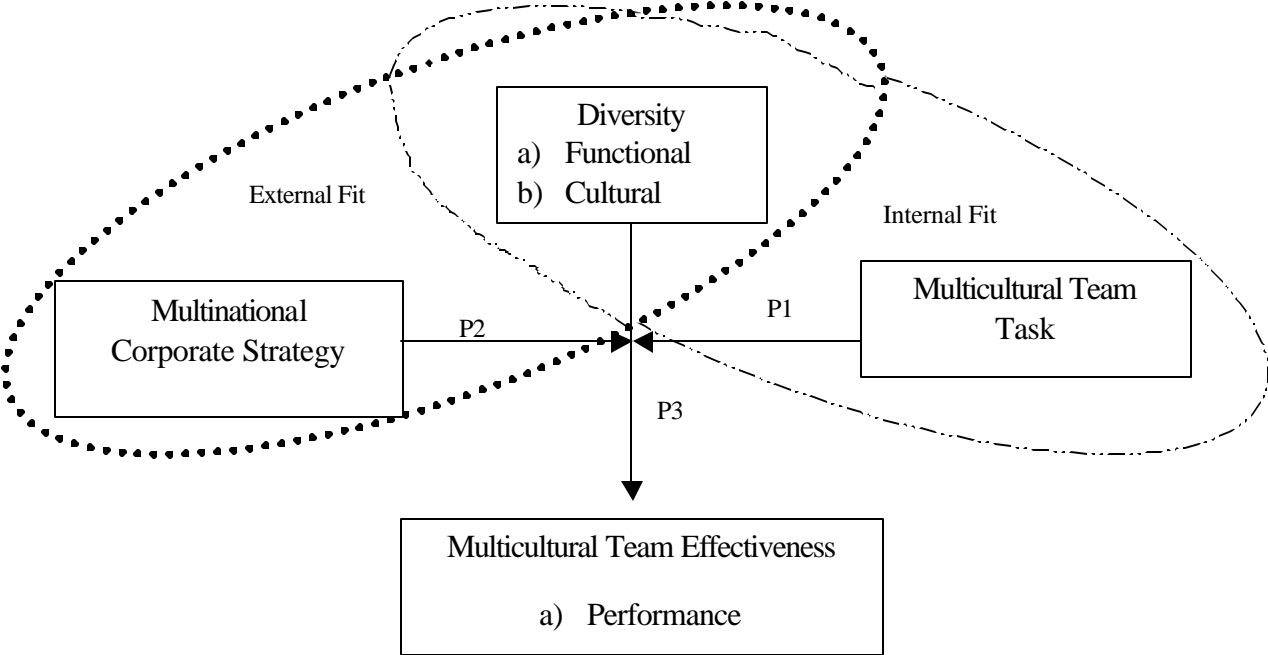 Diversity
a) Functional
b) Cultural
External Fit
Internal Fit
Multinational
Corporate Strategy
P2
P1
Multicultural Team
Task
P3
Multicultural Team Effectiveness
a) Performance